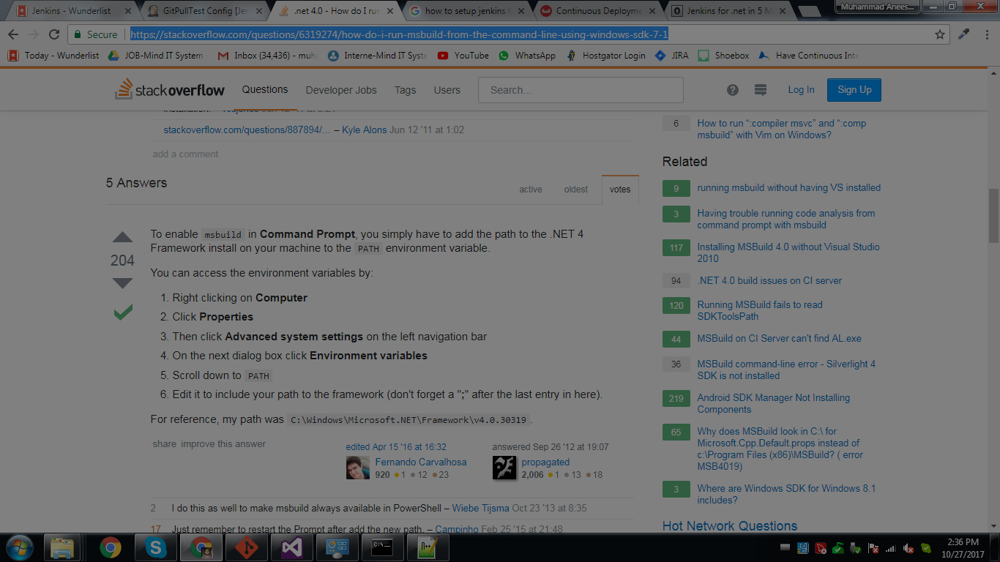 Jenkins - Wunderlist
GitPullTest Config [Jen
.net 4.0 - How do I run
how to setup jenkins f
Continuous Deployme
Jenkins for .net in 5 M
Muhammad Anees...
Secure
https://stackoverflow.com/questions/6319274/how-do-i-run-msbuild-from-the-command-line-using-windows-sdk-7-1
Today - Wunderlist
JOB-Mind IT System
Inbox (34,436) - muh
Interne-Mind IT Syste
YouTube
WhatsApp
Hostgator Login
JIRA
Shoebox
Have Continuous Inte
stackoverflow
Questions
Developer Jobs
Tags
Users
Search...
Log In
Sign Up
stackoverflow.com/questions/887894/... – Kyle Alons Jun 12 '11 at 1:02
add a comment
5 Answers
active
oldest
votes
204
To enable msbuild in Command Prompt, you simply have to add the path to the .NET 4
Framework install on your machine to the PATH environment variable.
You can access the environment variables by:
1. Right clicking on Computer
2. Click Properties
3. Then click Advanced system settings on the left navigation bar
4. On the next dialog box click Environment variables
5. Scroll down to PATH
6. Edit it to include your path to the framework (don't forget a ";" after the last entry in here).
For reference, my path was C:\Windows\Microsoft.NET\Framework\v4.0.30319.
share improve this answer
edited Apr 15 '16 at 16:32
Fernando Carvalhosa
920 1 12 23
answered Sep 26 '12 at 19:07
propagated
2,006 1 13 18
2 I do this as well to make msbuild always available in PowerShell – Wiebe Tijsma Oct 23 '13 at 8:35
17 Just remember to restart the Prompt after add the new path. – Campinho Feb 25 '15 at 21:48
6 How to run ":compiler msvc" and ":comp
msbuild" with Vim on Windows?
Related
9 running msbuild without having VS installed
3 Having trouble running code analysis from
command prompt with msbuild
117 Installing MSBuild 4.0 without Visual Studio
2010
94 .NET 4.0 build issues on CI server
120 Running MSBuild fails to read
SDKToolsPath
44 MSBuild on CI Server can't find AL.exe
36 MSBuild command-line error - Silverlight 4
SDK is not installed
219 Android SDK Manager Not Installing
Components
65 Why does MSBuild look in C:\ for
Microsoft.Cpp.Default.props instead of
c:\Program Files (x86)\MSBuild? ( error
MSB4019)
3 Where are Windows SDK for Windows 8.1
includes?
Hot Network Questions
2:36 PM
10/27/2017